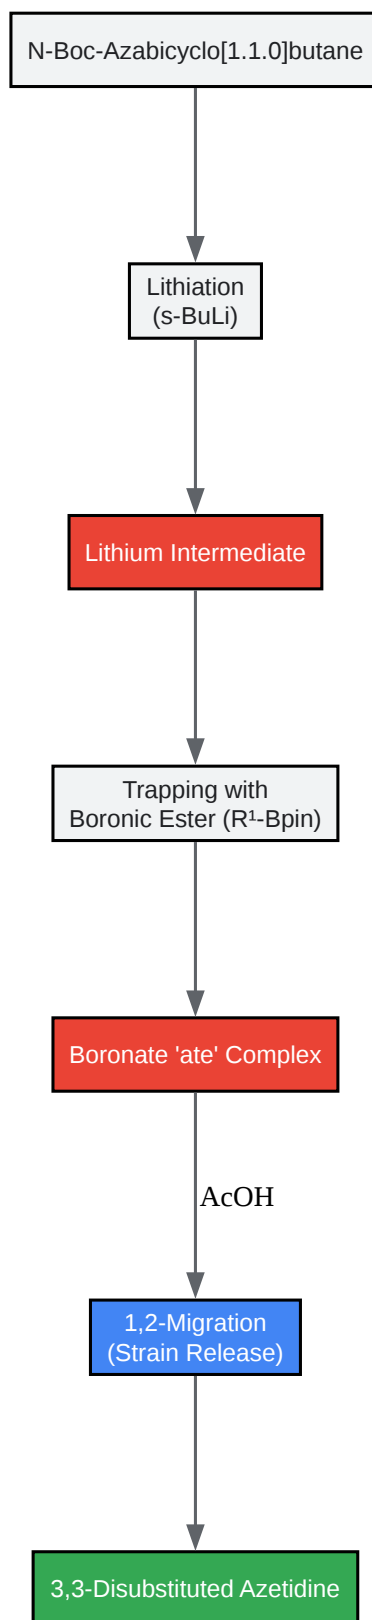 N-Boc-Azabicyclo[1.1.0]butane
Lithiation
(s-BuLi)
Lithium Intermediate
Trapping with
Boronic Ester (R¹-Bpin)
Boronate 'ate' Complex
AcOH
1,2-Migration
(Strain Release)
3,3-Disubstituted Azetidine